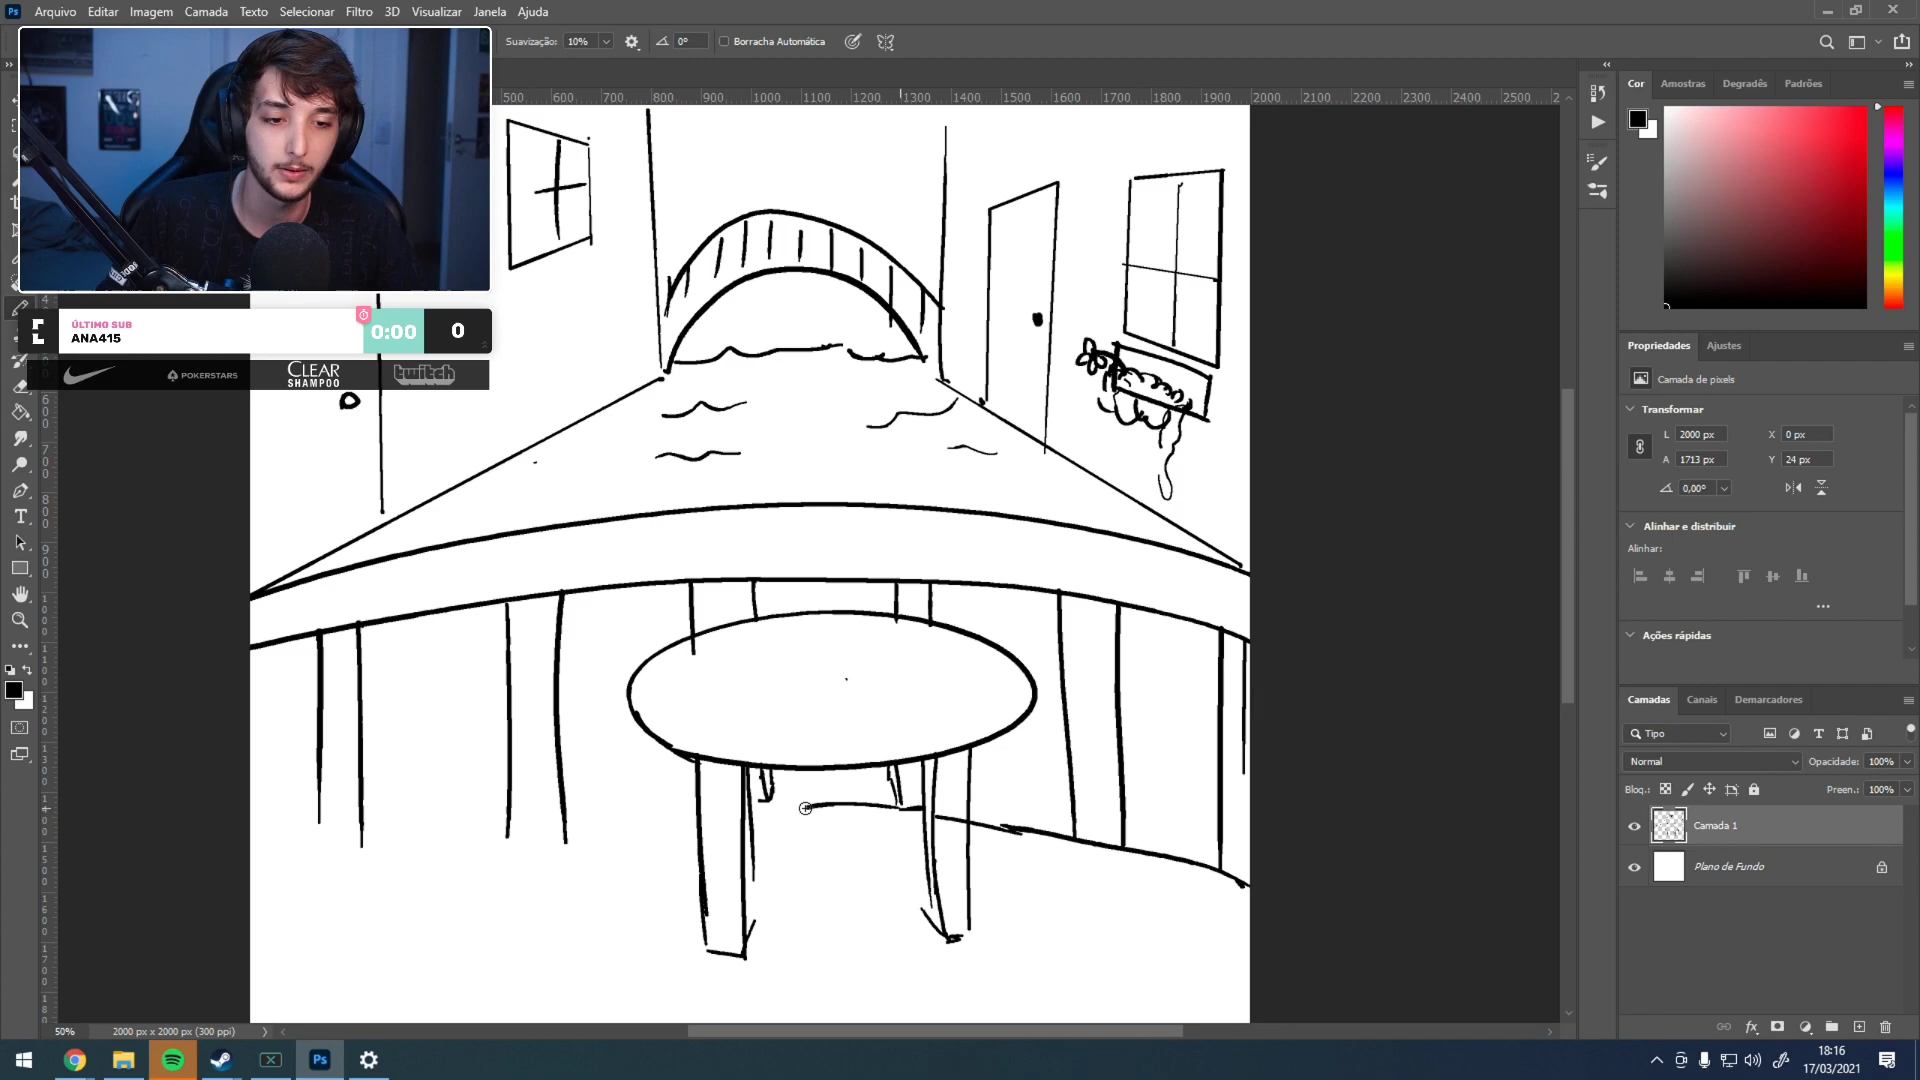 Ps Arquivo Editar Imagem Camada Texto Selecionar Filtro 3D Visualizar Janela Ajuda
Suavização: 10% 0° Borracha Automática
500 600 700 800 900 1000 1100 1200 1300 1400 1500 1600 1700 1800 1900 2000 2100 2200 2300 2400 2500 2
ÚLTIMO SUB
ANA415
0:00
0
POKERSTARS
CLEAR
SHAMPOO
twitch
Cor Amostras Degradês Padrões
Propriedades Ajustes
Camada de pixels
Transformar
L 2000 px X 0 px
A 1713 px Y 24 px
0,00°
Alinhar e distribuir
Alinhar:
Ações rápidas
Camadas Canais Demarcadores
Tipo
Normal Opacidade: 100%
Bloq.: Preen.: 100%
Camada 1
Plano de Fundo
fx
50% 2000 px x 2000 px (300 ppi)
Ps
18:16
17/03/2021